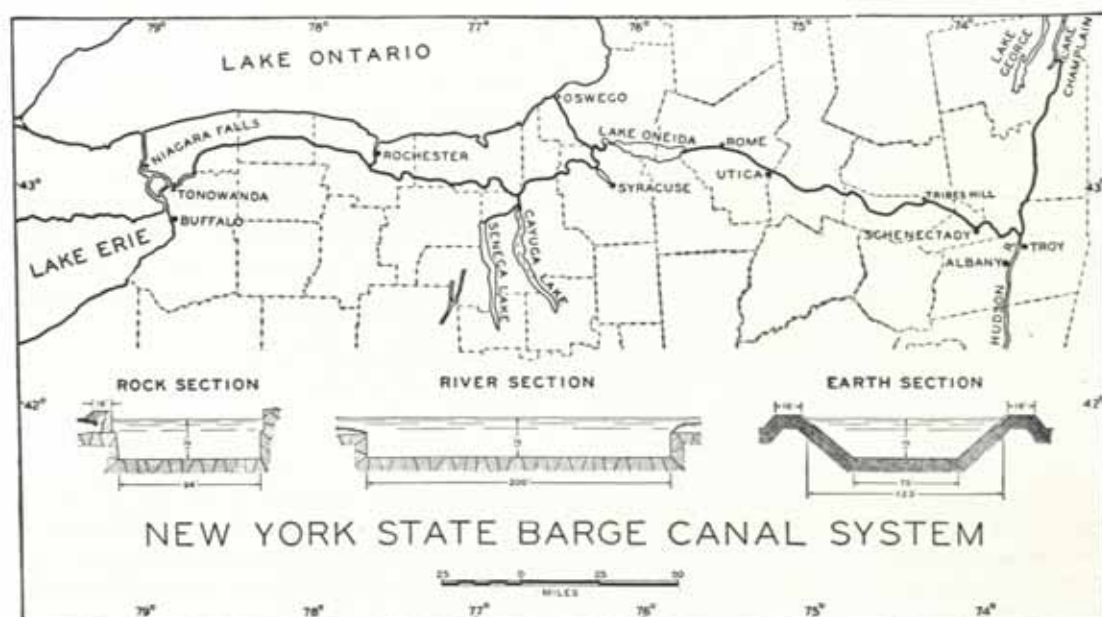 79° 78° 77° 76° 75° 74°
LAKE ONTARIO
LAKE GEORGE
LAKE CHAMPLAIN
OSWEGO
NIAGARA FALLS
ROCHESTER
LAKE ONEIDA
ROME
43°
TONOWANDA
SYRACUSE
UTICA
TRIBES HILL
43°
BUFFALO
SENECA LAKE
CAYUGA LAKE
SCHENECTADY
TROY
LAKE ERIE
ALBANY
HUDSON R
ROCK SECTION
RIVER SECTION
EARTH SECTION
42°
42°
200'
75'
123'
NEW YORK STATE BARGE CANAL SYSTEM
25 0 25 50
MILES
79° 78° 77° 76° 75° 74°